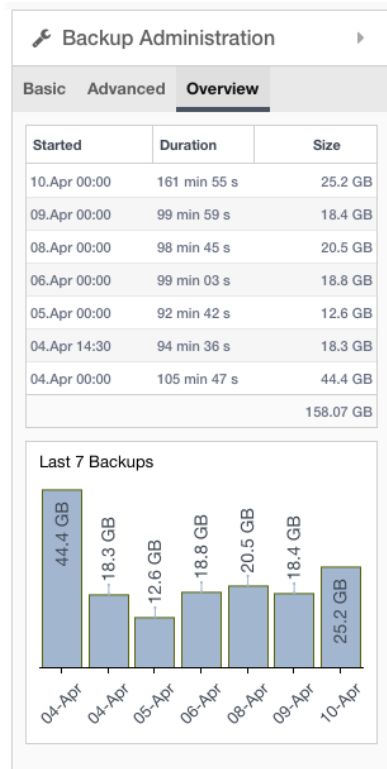 Backup Administration
Basic Advanced Overview
Started Duration Size
10.Apr 00:00 161 min 55 s 25.2 GB
09.Apr 00:00 99 min 59 s 18.4 GB
08.Apr 00:00 98 min 45 s 20.5 GB
06.Apr 00:00 99 min 03 s 18.8 GB
05.Apr 00:00 92 min 42 s 12.6 GB
04.Apr 14:30 94 min 36 s 18.3 GB
04.Apr 00:00 105 min 47 s 44.4 GB
158.07 GB
Last 7 Backups
44.4 GB 18.3 GB 12.6 GB 18.8 GB 20.5 GB 18.4 GB 25.2 GB
04-Apr 04-Apr 05-Apr 06-Apr 08-Apr 09-Apr 10-Apr